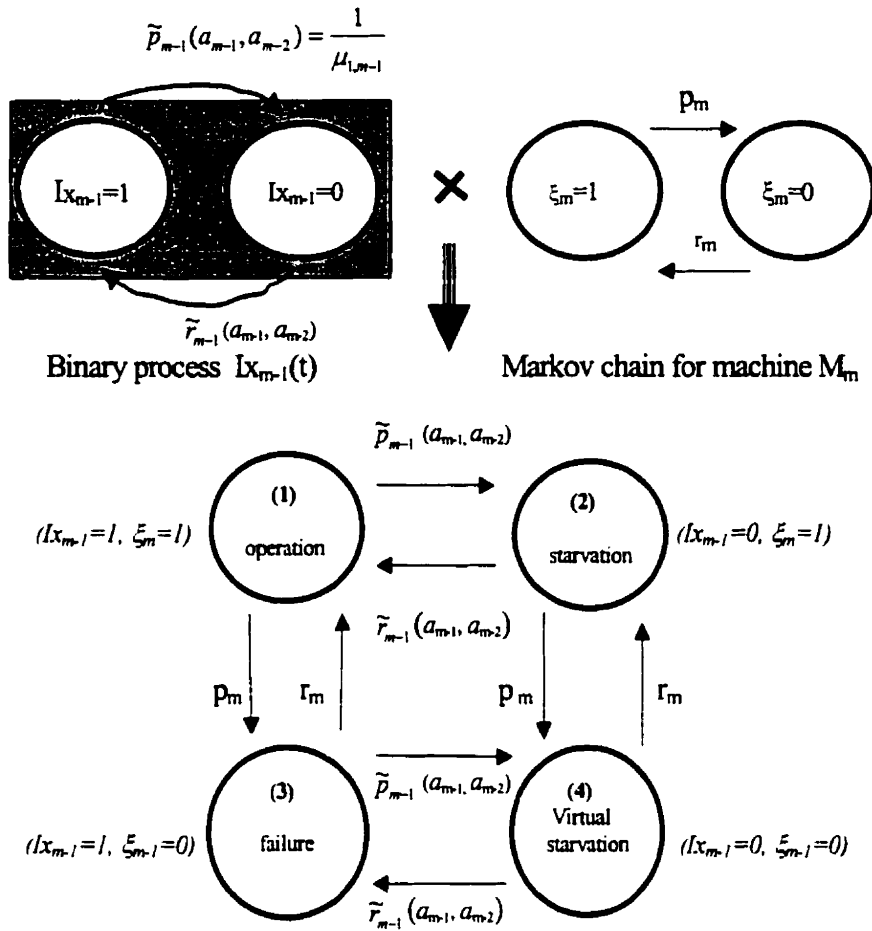 p̃ₘ₋₁(aₘ₋₁, aₘ₋₂) = 1/μ₁,ₘ₋₁
Ixₘ₋₁=1
Ixₘ₋₁=0
×
ξₘ=1
pₘ
rₘ
ξₘ=0
r̃ₘ₋₁(aₘ₋₁, aₘ₋₂)
Binary process Ixₘ₋₁(t)
Markov chain for machine Mₘ
p̃ₘ₋₁ (aₘ₋₁, aₘ₋₂)
(Ixₘ₋₁=1, ξₘ=1)
(1)
operation
(2)
starvation
(Ixₘ₋₁=0, ξₘ=1)
r̃ₘ₋₁ (aₘ₋₁, aₘ₋₂)
pₘ
rₘ
pₘ
rₘ
(Ixₘ₋₁=1, ξₘ₋₁=0)
(3)
failure
p̃ₘ₋₁ (aₘ₋₁, aₘ₋₂)
(4)
Virtual
starvation
(Ixₘ₋₁=0, ξₘ₋₁=0)
r̃ₘ₋₁ (aₘ₋₁, aₘ₋₂)